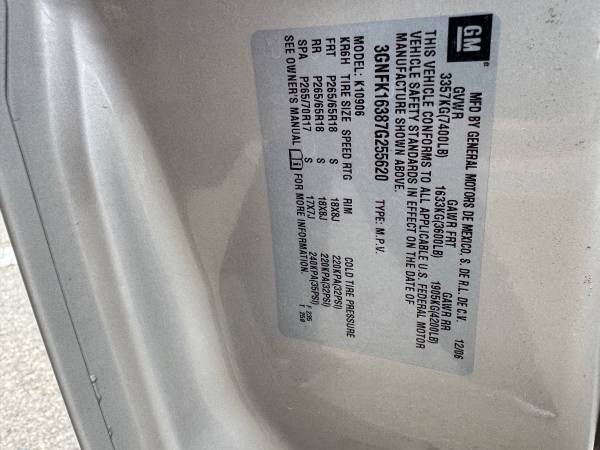 GM
MFD BY GENERAL MOTORS DE MEXICO, S. DE R.L. DE C.V. 12/06
GVWR GAWR FRT GAWR RR
3357KG(7400LB) 1633KG(3600LB) 1905KG(4200LB)
THIS VEHICLE CONFORMS TO ALL APPLICABLE U.S. FEDERAL MOTOR
VEHICLE SAFETY STANDARDS IN EFFECT ON THE DATE OF
MANUFACTURE SHOWN ABOVE.
3GNFK16387G255620 TYPE: M.P.V.
MODEL: K10906
KR6H TIRE SIZE SPEED RTG RIM COLD TIRE PRESSURE
FRT P265/65R18 S 18X8J 220KPA(32PSI)
RR P265/65R18 S 18X8J 220KPA(32PSI)
SPA P265/70R17 S 17X7J 240KPA(35PSI)
SEE OWNER'S MANUAL FOR MORE INFORMATION.